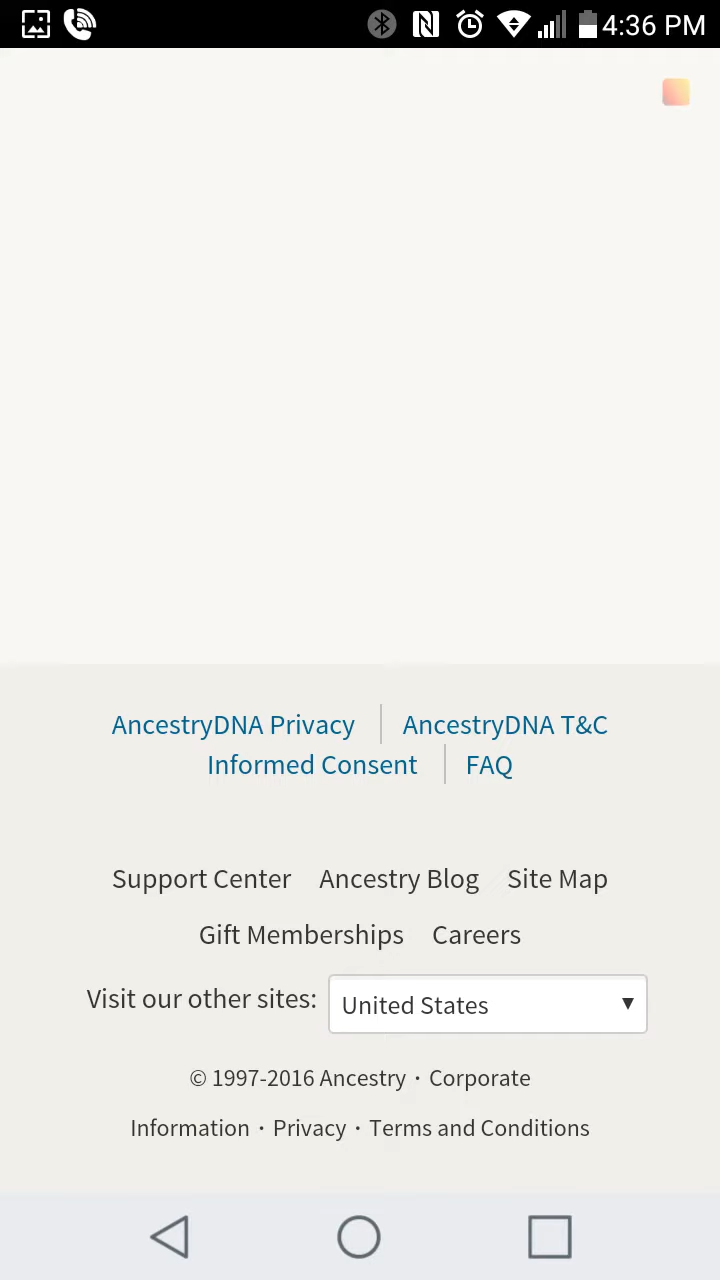 4:36 PM
AncestryDNA Privacy AncestryDNA T&C
Informed Consent FAQ
Support Center Ancestry Blog Site Map
Gift Memberships Careers
Visit our other sites: United States
© 1997-2016 Ancestry · Corporate
Information · Privacy · Terms and Conditions